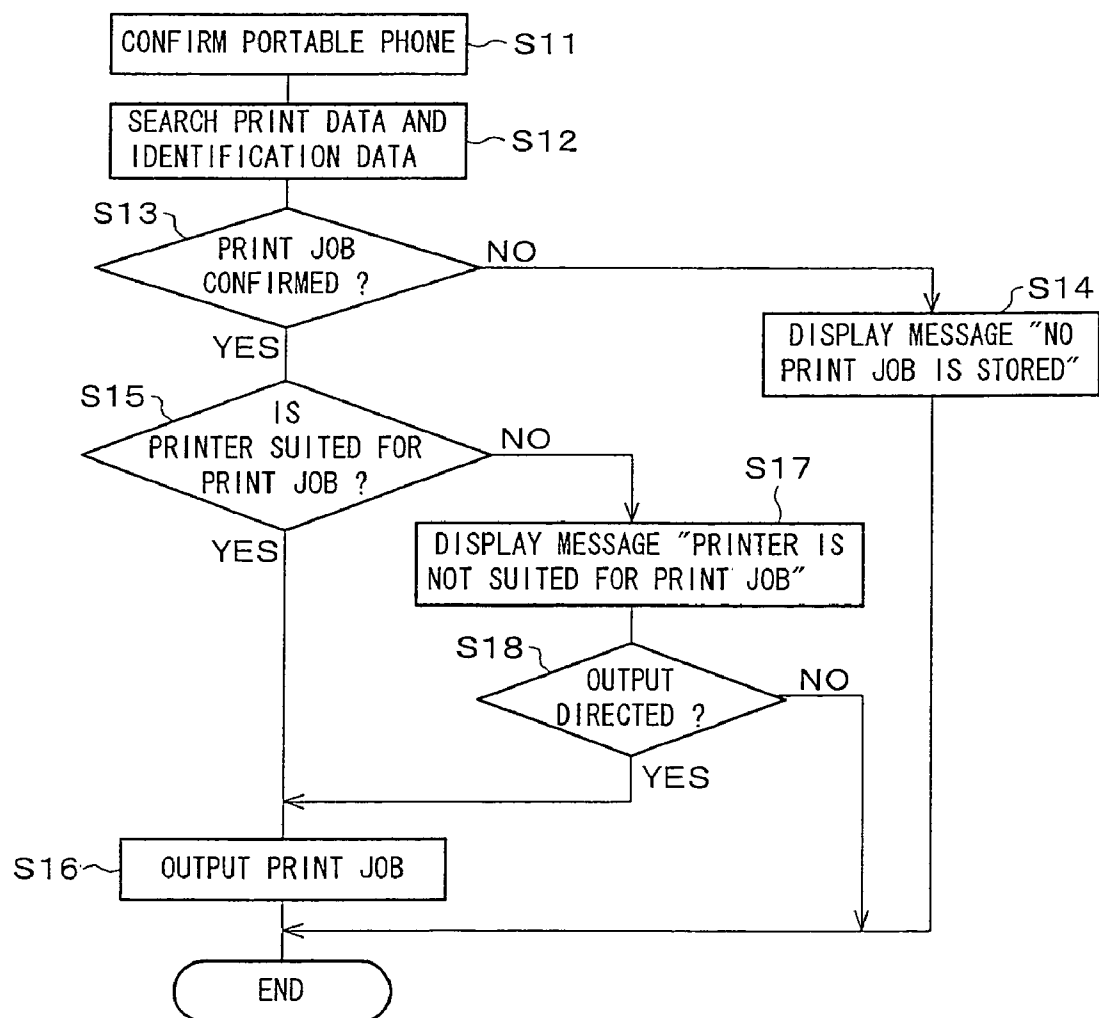 CONFIRM PORTABLE PHONE
S11
SEARCH PRINT DATA AND
IDENTIFICATION DATA
S12
S13
PRINT JOB
CONFIRMED ?
NO
YES
S14
DISPLAY MESSAGE "NO
PRINT JOB IS STORED"
S15
IS
PRINTER SUITED FOR
PRINT JOB ?
NO
YES
S17
DISPLAY MESSAGE "PRINTER IS
NOT SUITED FOR PRINT JOB"
S18
OUTPUT
DIRECTED ?
NO
YES
S16
OUTPUT PRINT JOB
END